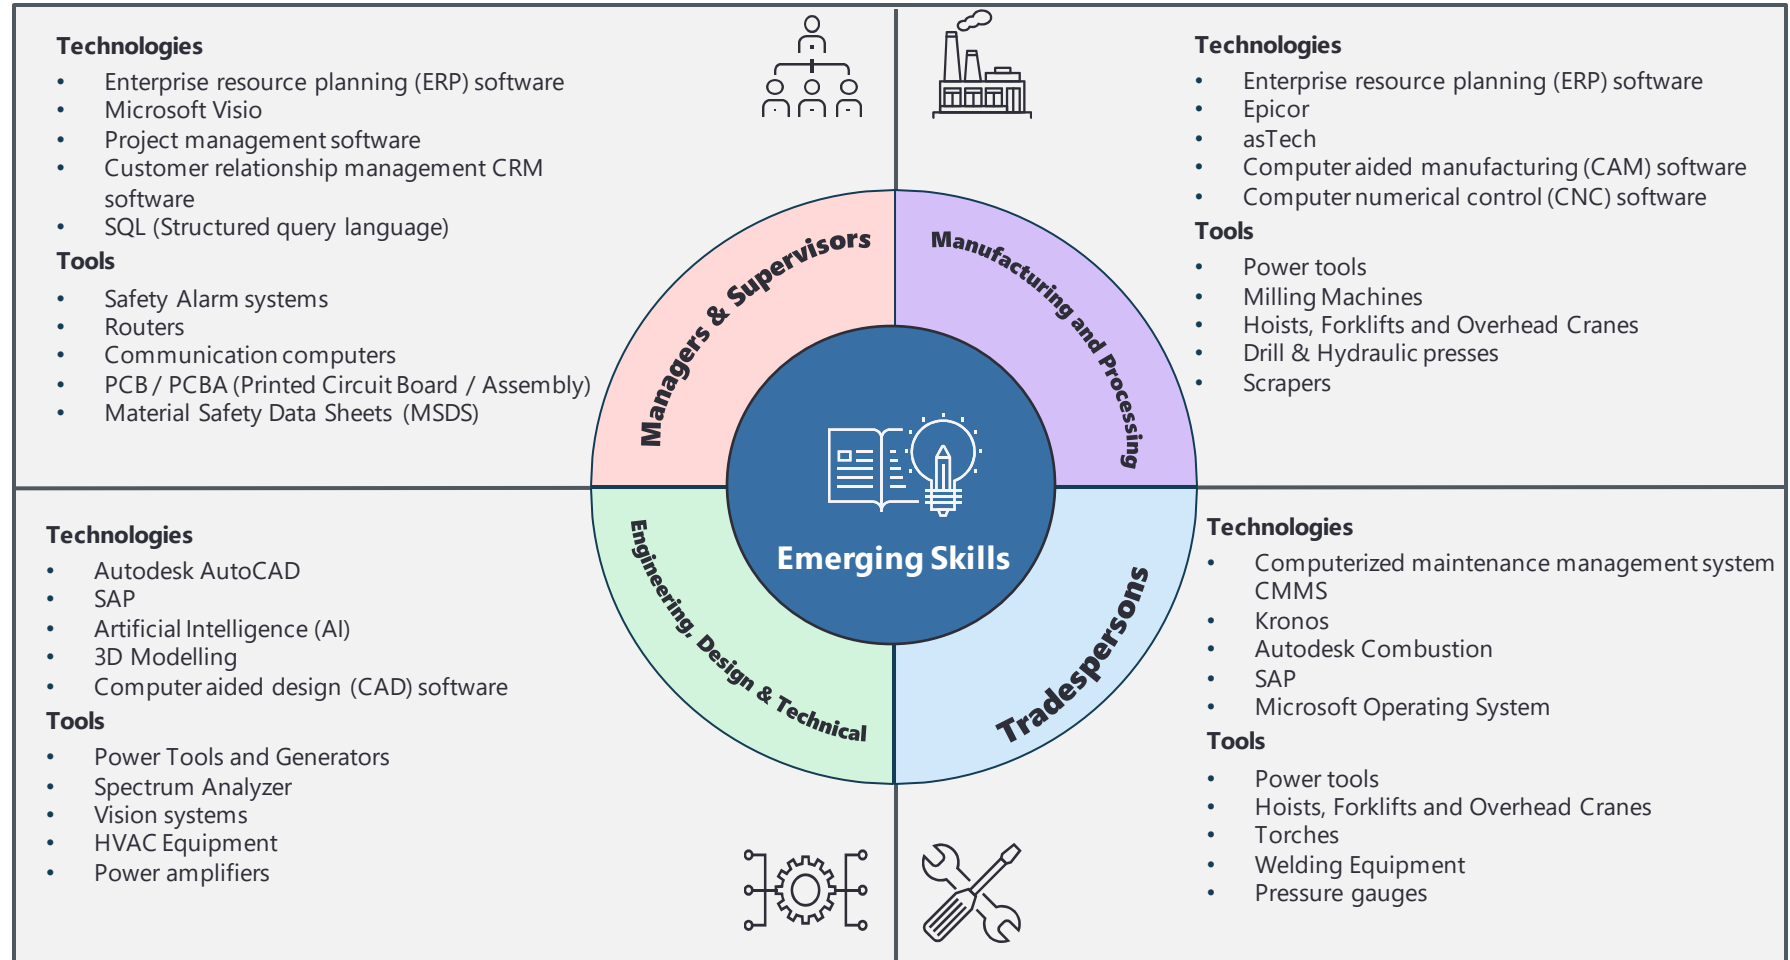 Technologies
• Enterprise resource planning (ERP) software
• Microsoft Visio
• Project management software
• Customer relationship management CRM
software
• SQL (Structured query language)
Tools
• Safety Alarm systems
• Routers
• Communication computers
• PCB / PCBA (Printed Circuit Board / Assembly)
• Material Safety Data Sheets (MSDS)
Technologies
• Enterprise resource planning (ERP) software
• Epicor
• asTech
• Computer aided manufacturing (CAM) software
• Computer numerical control (CNC) software
Tools
• Power tools
• Milling Machines
• Hoists, Forklifts and Overhead Cranes
• Drill & Hydraulic presses
• Scrapers
Managers & Supervisors
Manufacturing and Processing
Emerging Skills
Engineering, Design & Technical
Tradespersons
Technologies
• Autodesk AutoCAD
• SAP
• Artificial Intelligence (AI)
• 3D Modelling
• Computer aided design (CAD) software
Tools
• Power Tools and Generators
• Spectrum Analyzer
• Vision systems
• HVAC Equipment
• Power amplifiers
Technologies
• Computerized maintenance management system
CMMS
• Kronos
• Autodesk Combustion
• SAP
• Microsoft Operating System
Tools
• Power tools
• Hoists, Forklifts and Overhead Cranes
• Torches
• Welding Equipment
• Pressure gauges